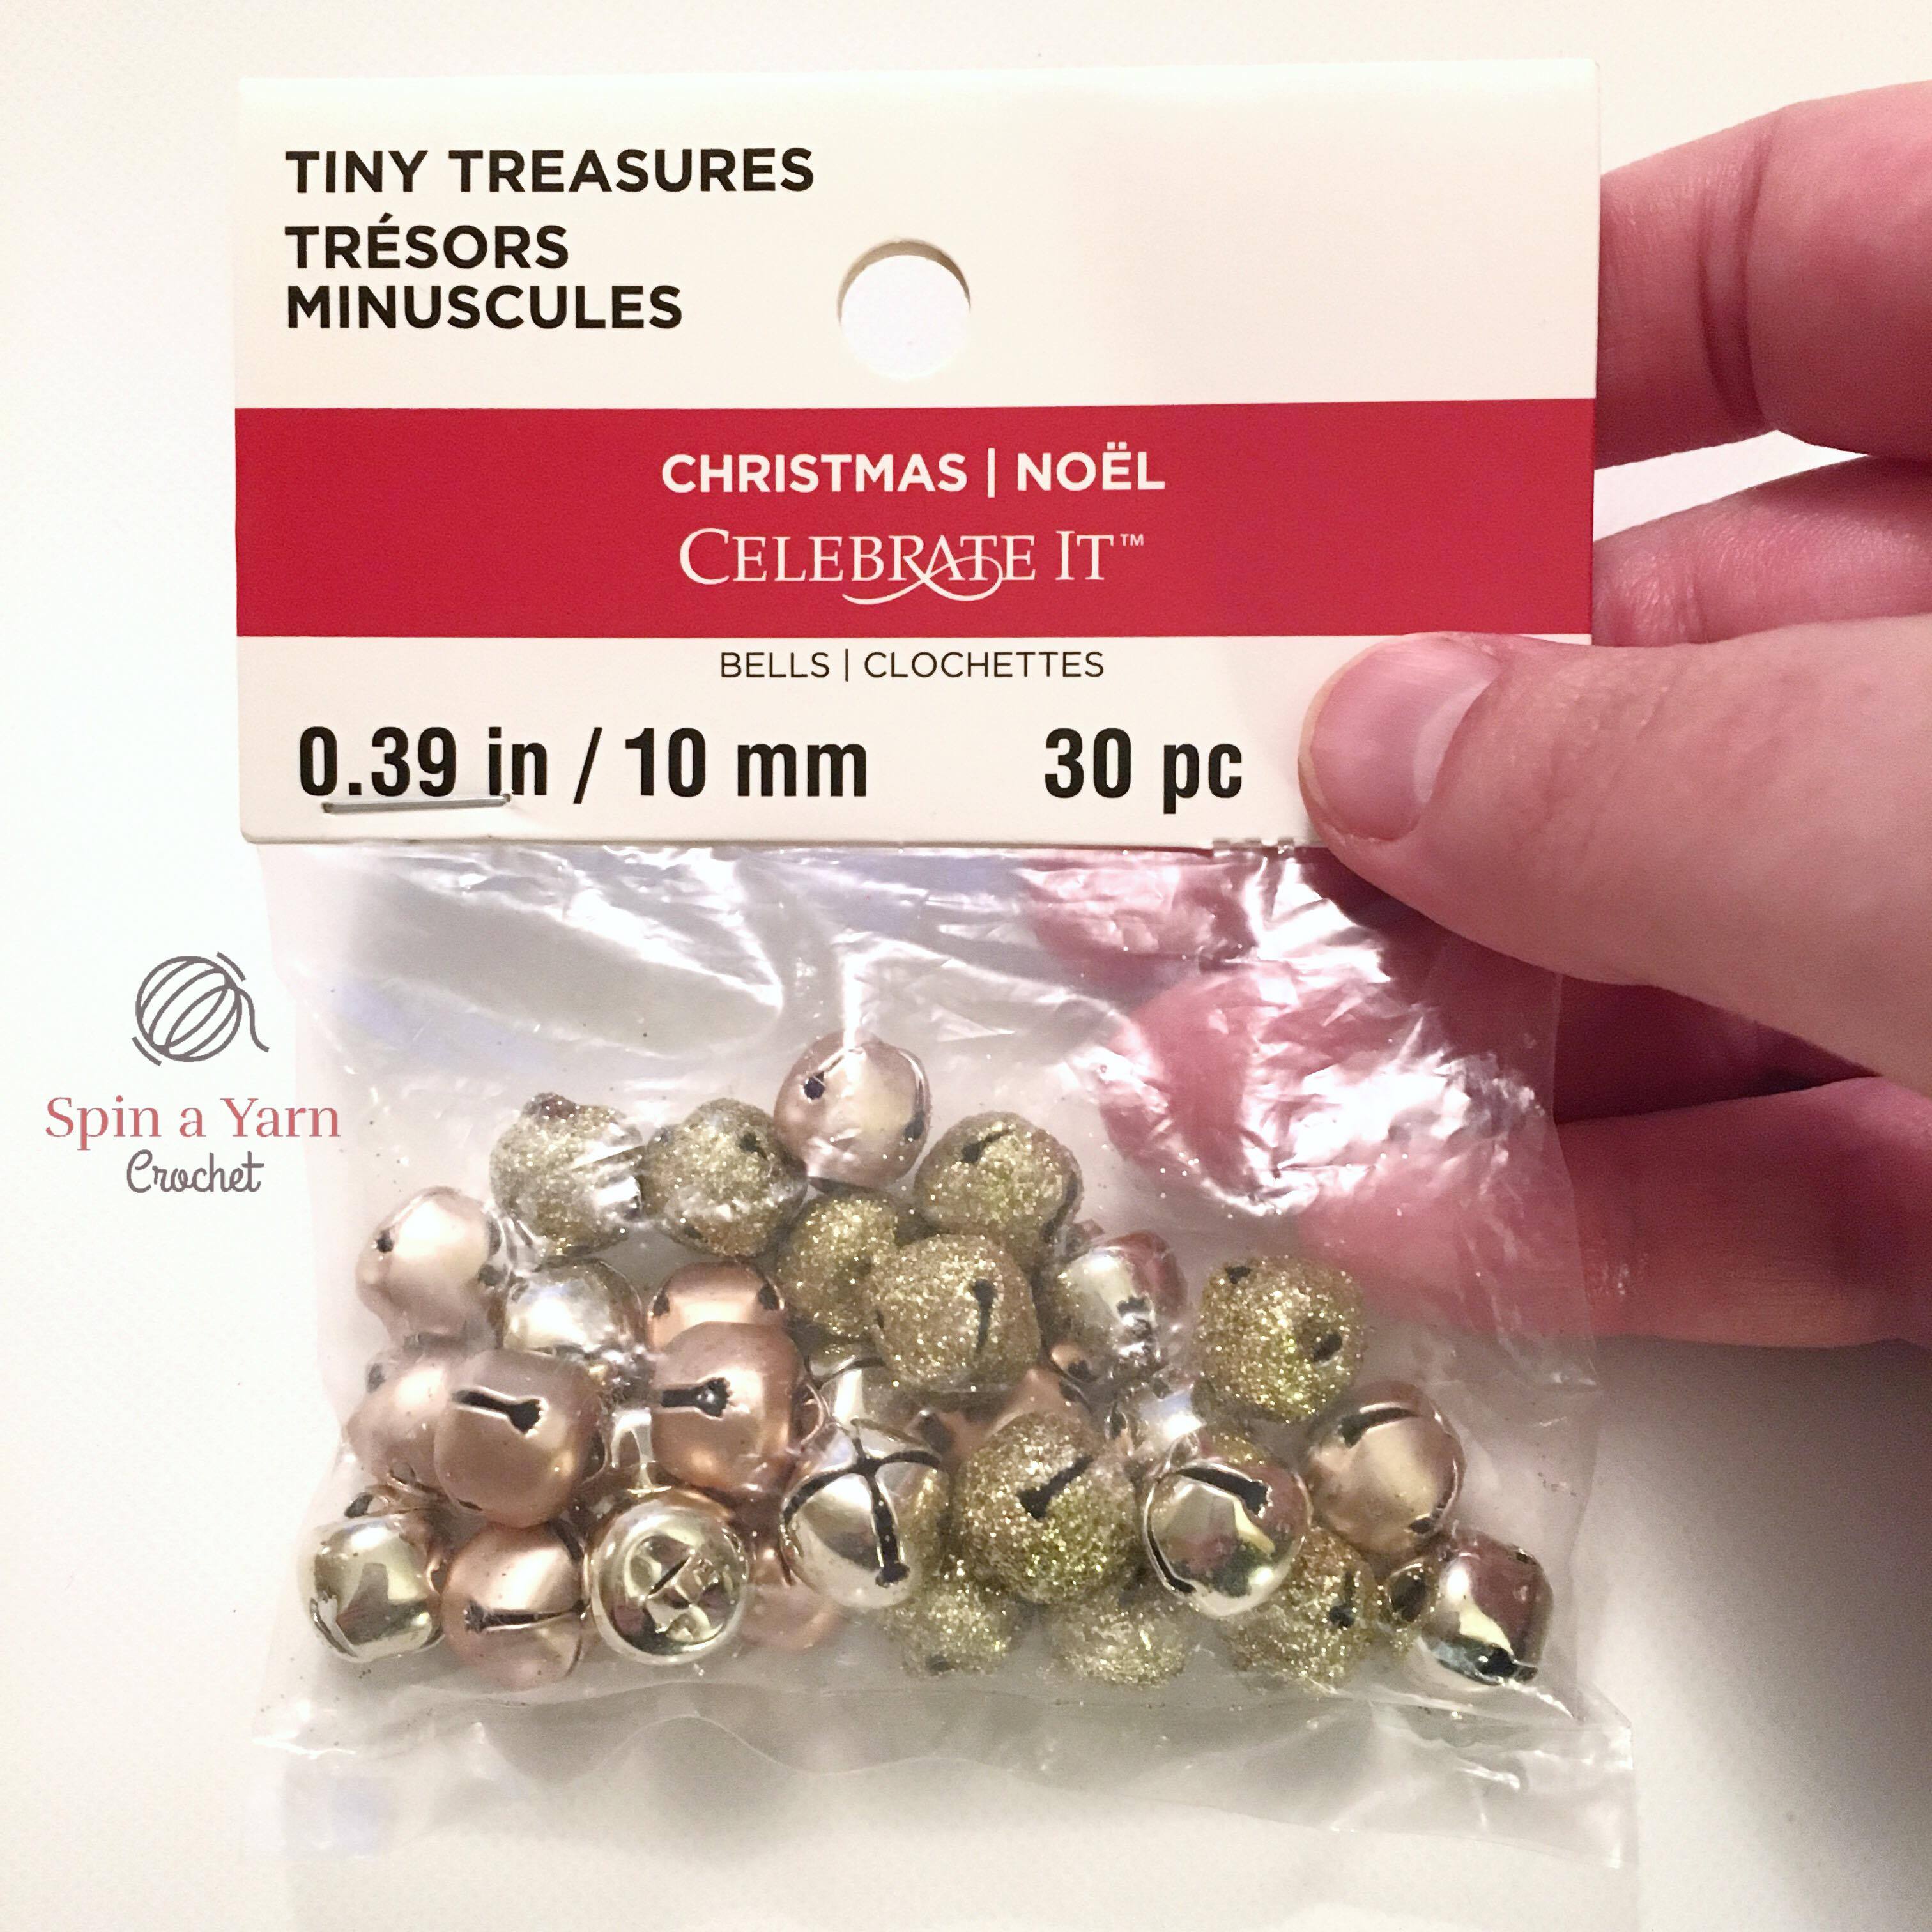 TINY TREASURES
TRÉSORS
MINUSCULES
CHRISTMAS | NOËL
CELEBRATE IT™
BELLS | CLOCHETTES
0.39 in / 10 mm 30 pc
Spin a Yarn
Crochet